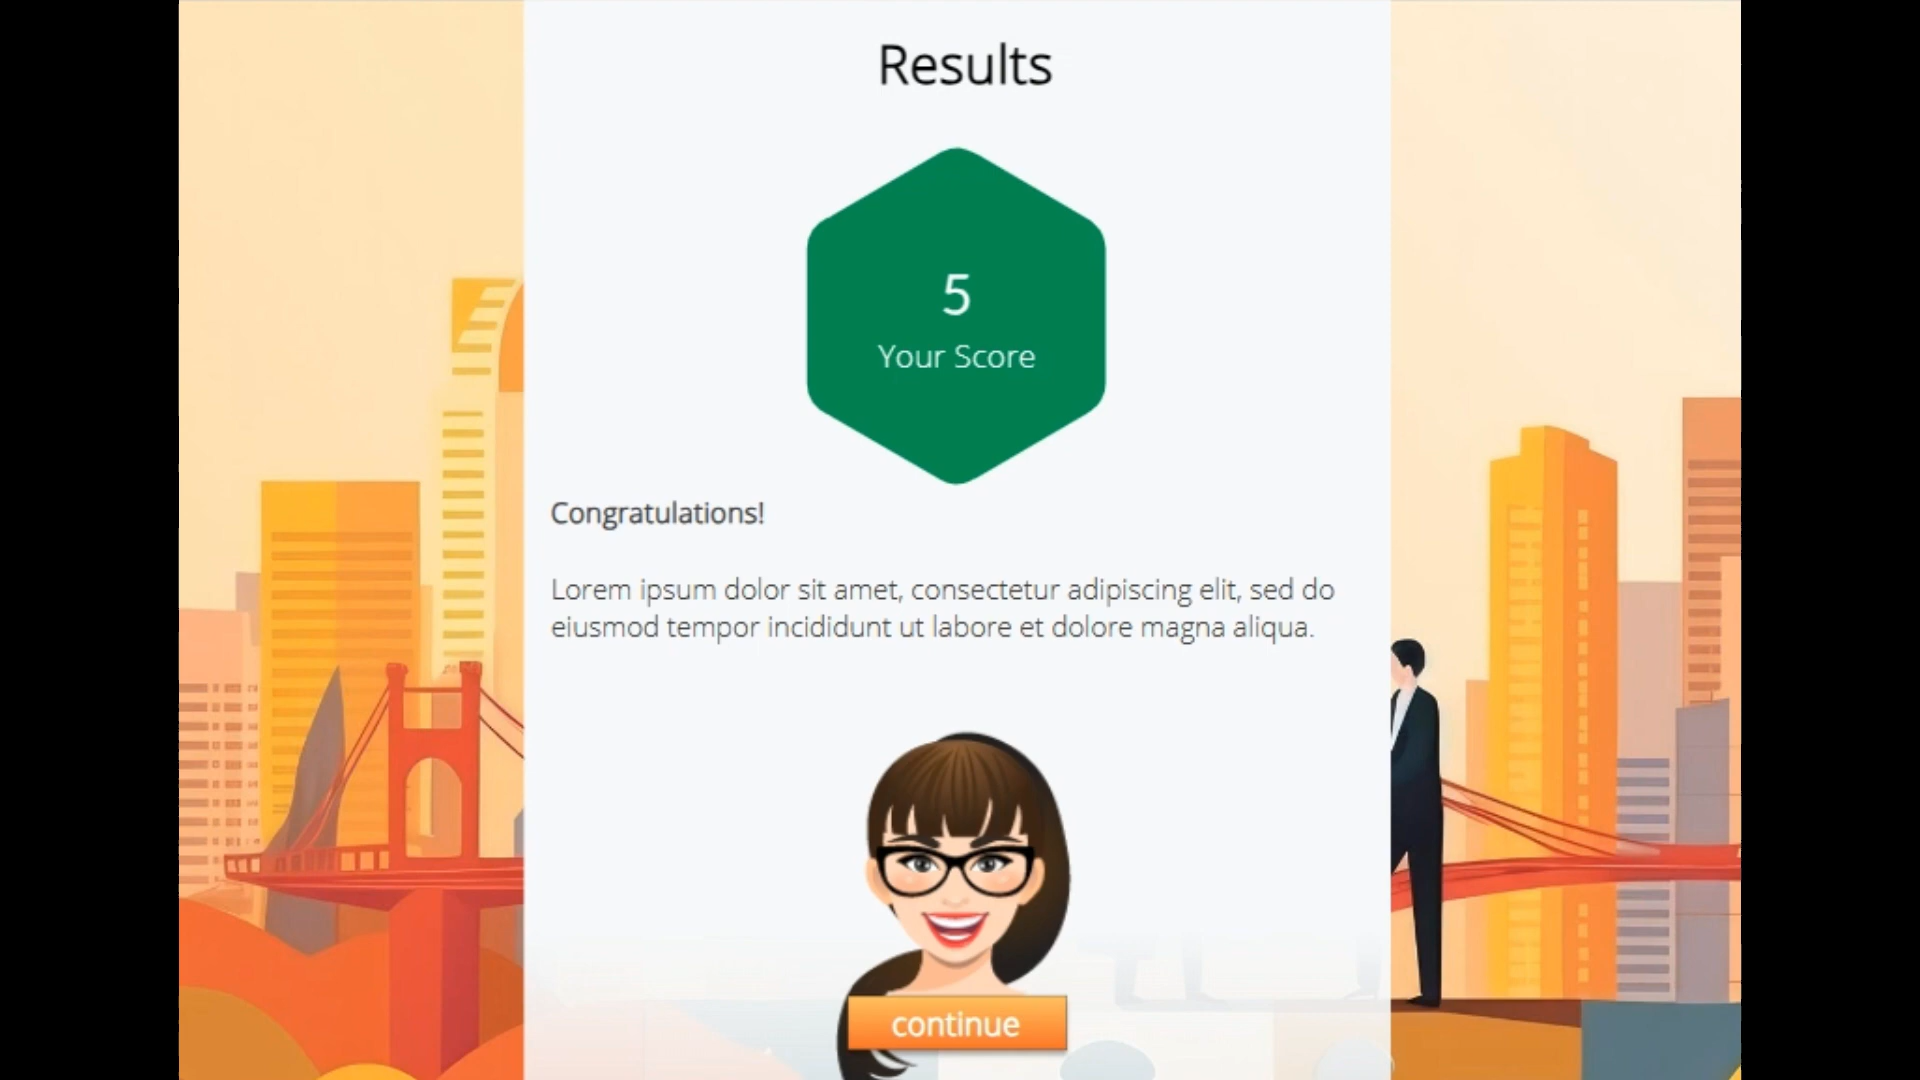 Results
5
Your Score
Congratulations!
Lorem ipsum dolor sit amet, consectetur adipiscing elit, sed do
eiusmod tempor incididunt ut labore et dolore magna aliqua.
continue